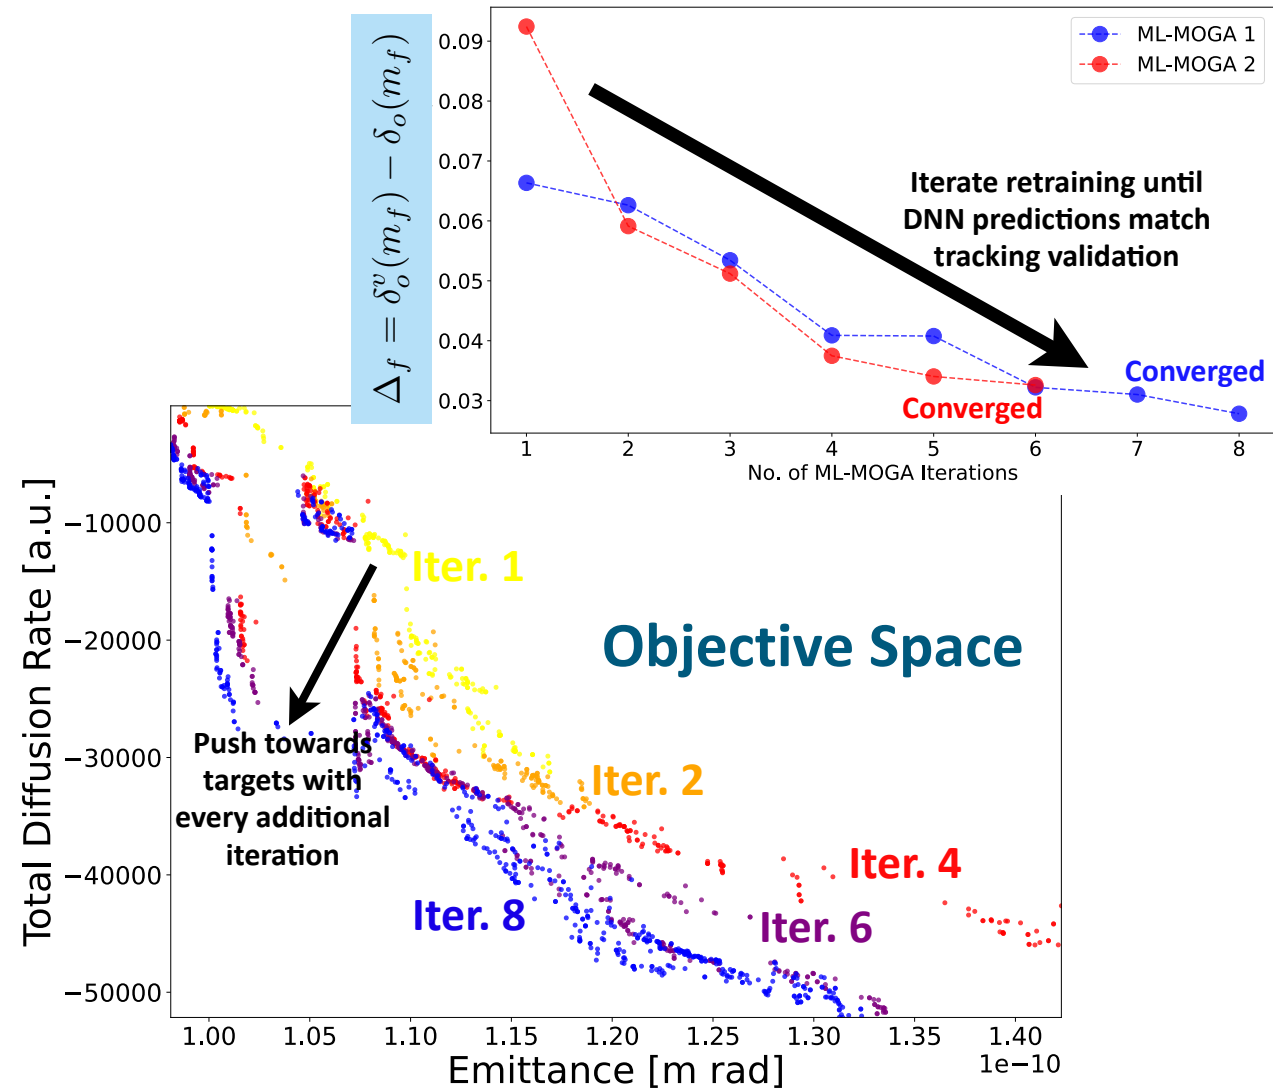 Δ_f = δ_o^v(m_f) − δ_o(m_f)
0.09
0.08
0.07
0.06
0.05
0.04
0.03
ML-MOGA 1
ML-MOGA 2
Iterate retraining until
DNN predictions match
tracking validation
Converged
Converged
1 2 3 4 5 6 7 8
No. of ML-MOGA Iterations
Total Diffusion Rate [a.u.]
−10000
−20000
−30000
−40000
−50000
Iter. 1
Objective Space
Push towards
targets with
every additional
iteration
Iter. 2
Iter. 4
Iter. 8
Iter. 6
1.00 1.05 1.10 1.15 1.20 1.25 1.30 1.35 1.40
1e−10
Emittance [m rad]